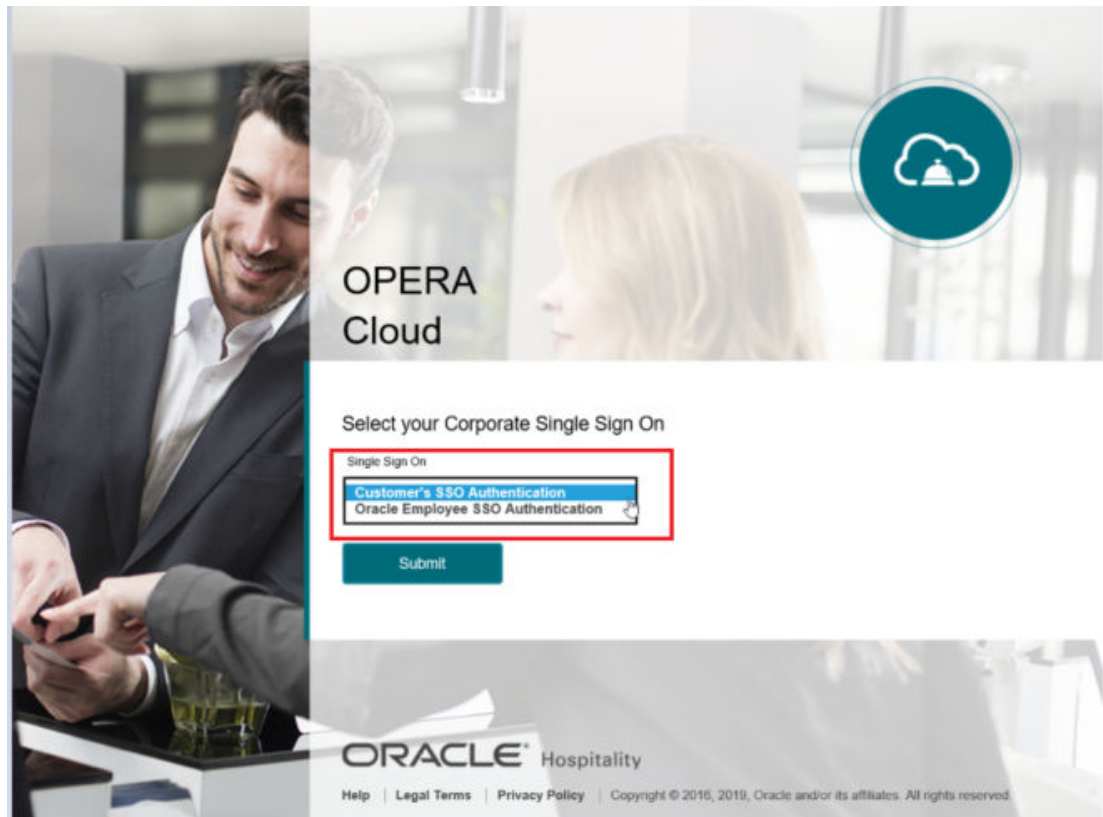 OPERA
Cloud
Select your Corporate Single Sign On
Single Sign On
Customer's SSO Authentication
Oracle Employee SSO Authentication
Submit
ORACLE® Hospitality
Help | Legal Terms | Privacy Policy | Copyright © 2016, 2019, Oracle and/or its affiliates. All rights reserved.